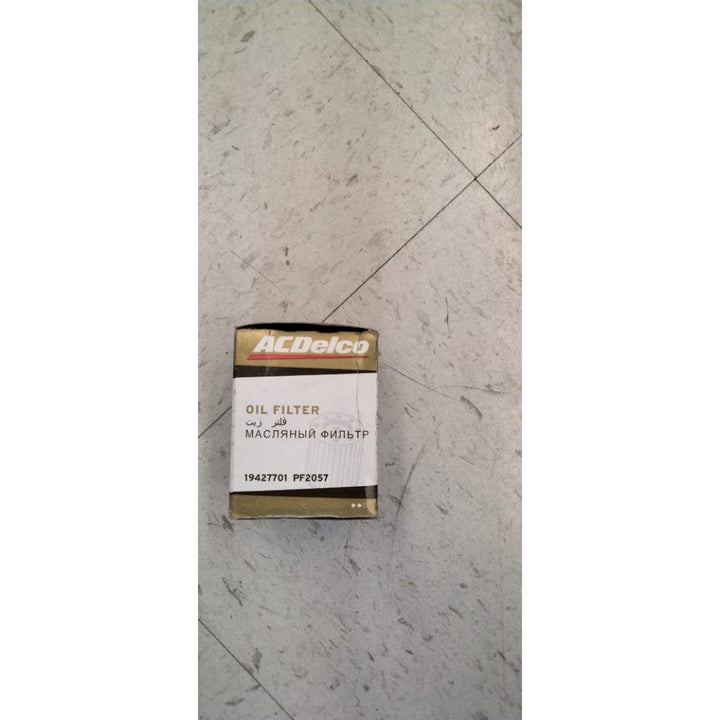 ACDelco
OIL FILTER
فلتر زيت
МАСЛЯНЫЙ ФИЛЬТР
19427701 PF2057